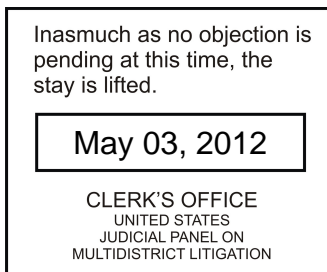 Inasmuch as no objection is
pending at this time, the
stay is lifted.
May 03, 2012
CLERK'S OFFICE
UNITED STATES
JUDICIAL PANEL ON
MULTIDISTRICT LITIGATION